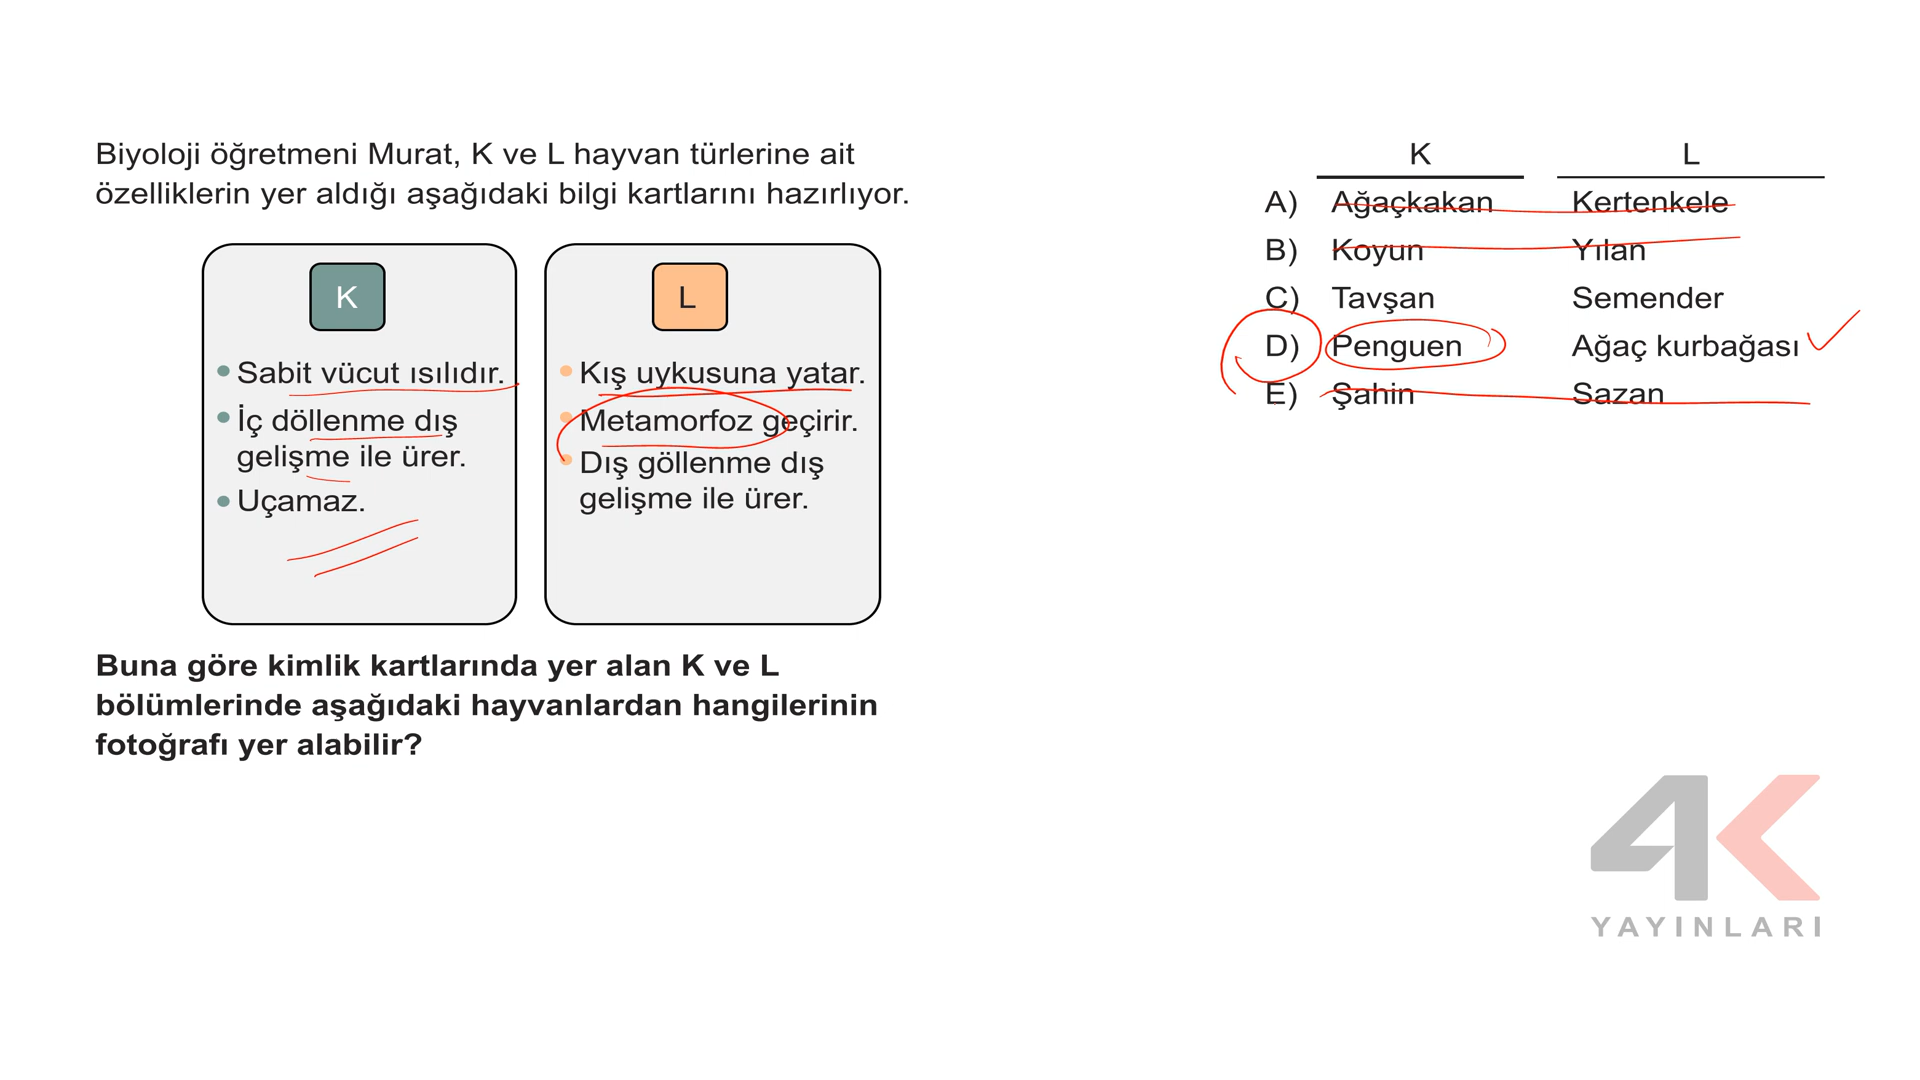 Biyoloji öğretmeni Murat, K ve L hayvan türlerine ait
özelliklerin yer aldığı aşağıdaki bilgi kartlarını hazırlıyor.
K
• Sabit vücut ısılıdır.
• İç döllenme dış
gelişme ile ürer.
• Uçamaz.
L
• Kış uykusuna yatar.
• Metamorfoz geçirir.
• Dış göllenme dış
gelişme ile ürer.
Buna göre kimlik kartlarında yer alan K ve L
bölümlerinde aşağıdaki hayvanlardan hangilerinin
fotoğrafı yer alabilir?
K L
A) Ağaçkakan Kertenkele
B) Koyun Yılan
C) Tavşan Semender
D) Penguen Ağaç kurbağası
E) Şahin Sazan
4K
YAYINLARI